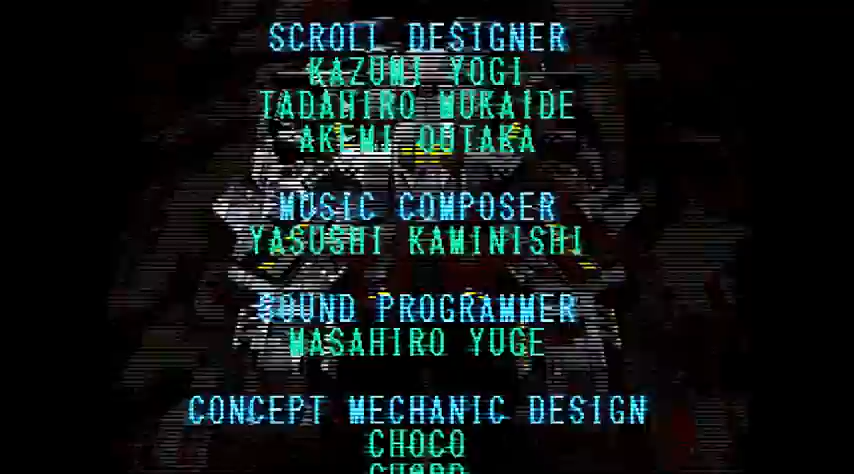 SCROLL DESIGNER
KAZUMI YOGI
TADAHIRO MUKAIDE
AKEMI OUTAKA
MUSIC COMPOSER
YASUSHI KAMINISHI
SOUND PROGRAMMER
MASAHIRO YUGE
CONCEPT MECHANIC DESIGN
CHOCO